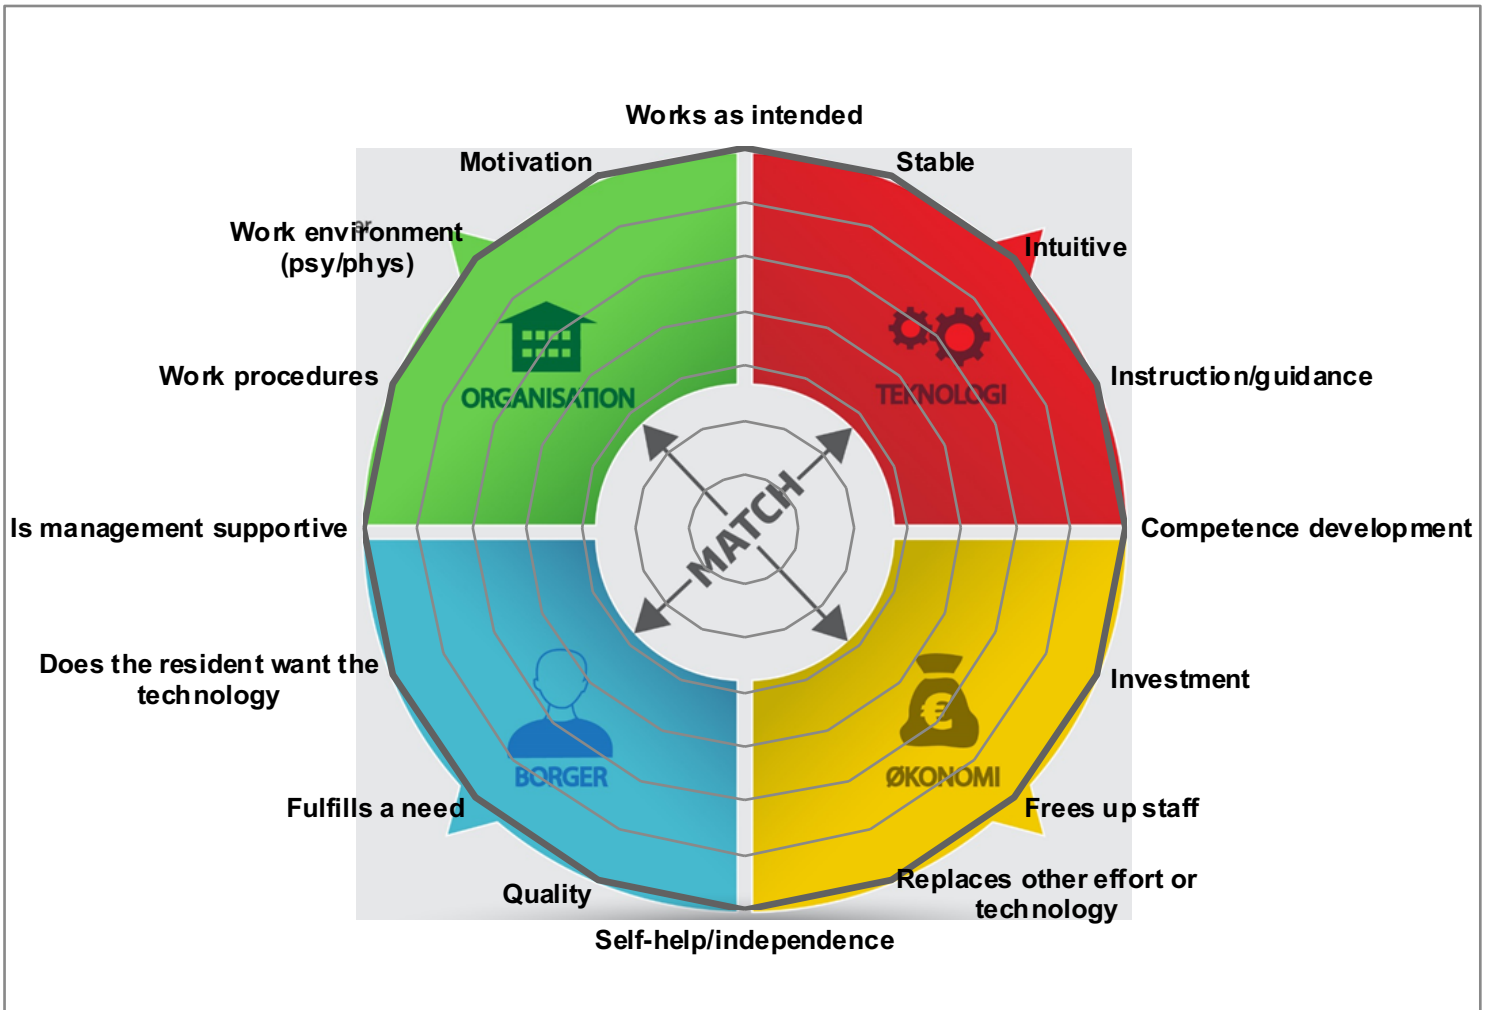 Works as intended
Motivation
Stable
Work environment
(psy/phys)
er
Intuitive
Work procedures
Instruction/guidance
ORGANISATION
TEKNOLOGI
MATCH
Is management supportive
Competence development
Does the resident want the
technology
Investment
BORGER
ØKONOMI
€
Fulfills a need
Frees up staff
Quality
Replaces other effort or
technology
Self-help/independence